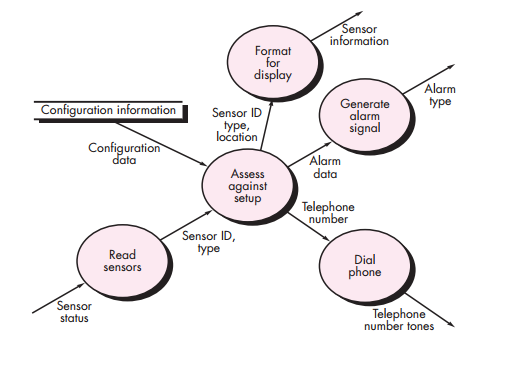 Sensor
information
Format
for
display
Alarm
type
Generate
alarm
signal
Configuration information
Sensor ID
type,
location
Configuration
data
Alarm
data
Assess
against
setup
Telephone
number
Sensor ID,
type
Read
sensors
Dial
phone
Sensor
status
Telephone
number tones